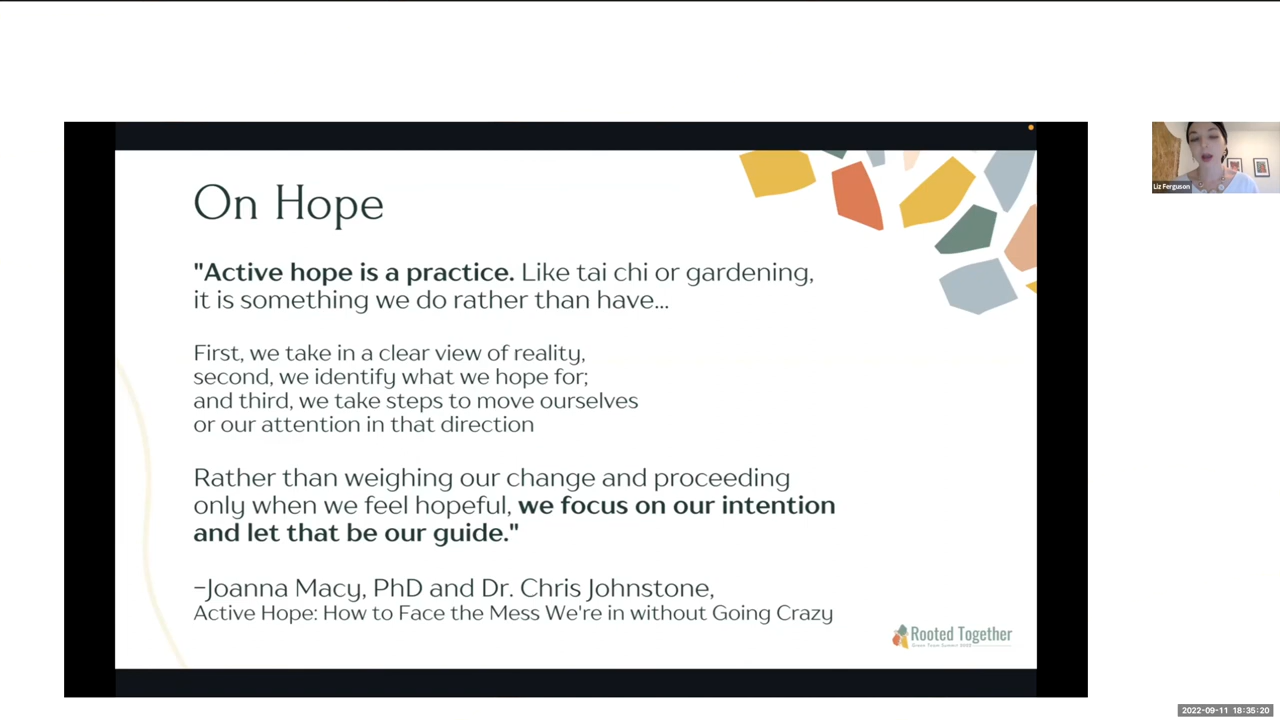 On Hope
"Active hope is a practice. Like tai chi or gardening,
it is something we do rather than have...
First, we take in a clear view of reality,
second, we identify what we hope for;
and third, we take steps to move ourselves
or our attention in that direction
Rather than weighing our change and proceeding
only when we feel hopeful, we focus on our intention
and let that be our guide."
–Joanna Macy, PhD and Dr. Chris Johnstone,
Active Hope: How to Face the Mess We're in without Going Crazy
Rooted Together
Green Team Summit 2022
Liz Ferguson
2022-09-11 18:35:20